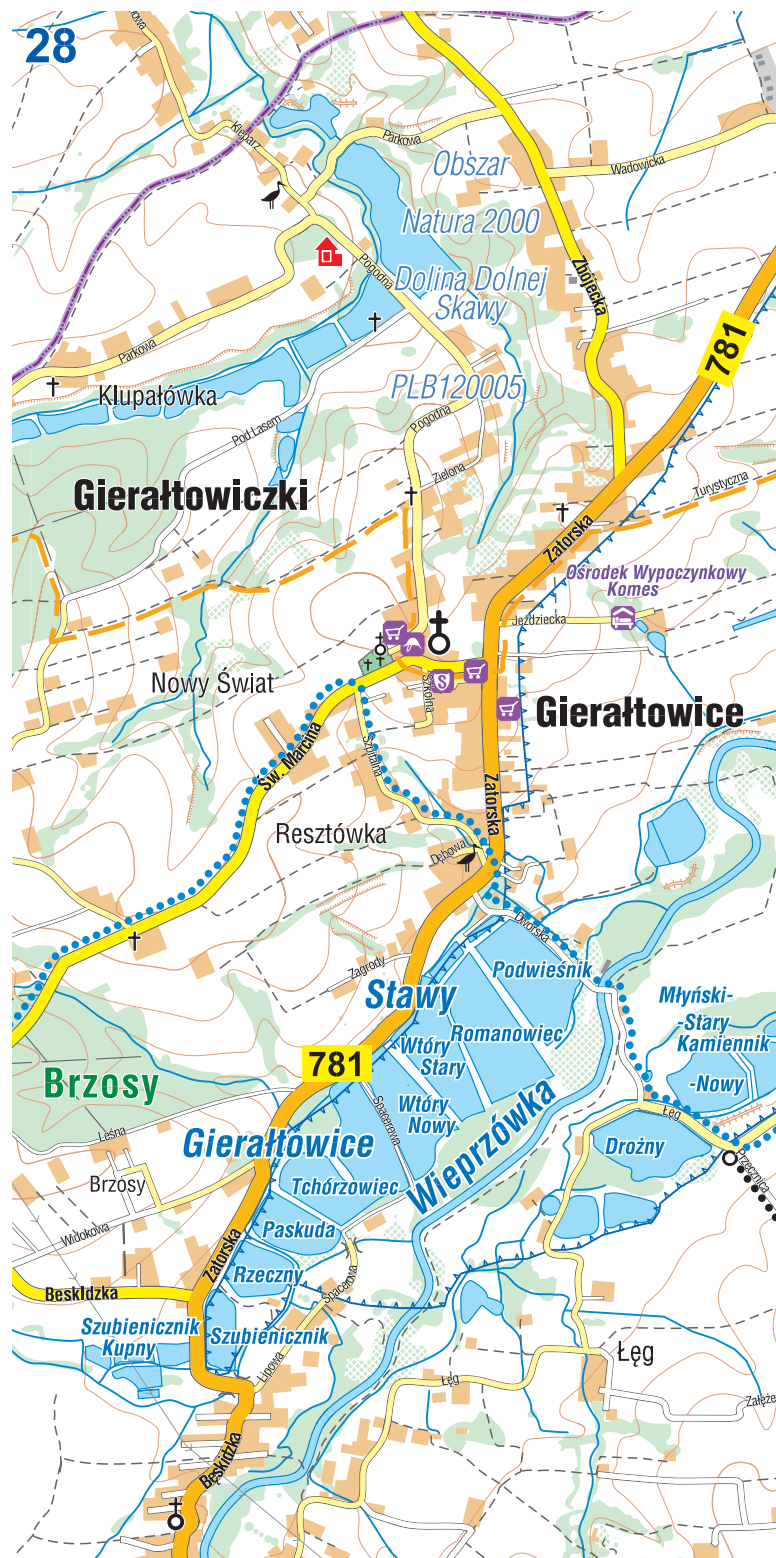 28
Kleparz
Parkowa
Obszar
Wadowicka
Natura 2000
Pogodna
Zbójecka
Dolina Dolnej
Skawy
781
Parkowa
Klupałówka
PLB120005
Pogodna
Pod Lasem
Zielona
Gierałtowiczki
Turystyczna
Zatorska
Ośrodek Wypoczynkowy
Komes
Jeździecka
Nowy Świat
S
Szkolna
Gierałtowice
Św. Marcina
Szpitalna
Zatorska
Resztówka
Dębowa
Dworska
Zagrody
Podwieśnik
Stawy
Młyński-
-Stary
Kamiennik
Romanowiec
Wtóry
Stary
781
-Nowy
Brzosy
Wtóry
Nowy
Spacerowa
Łęg
Leśna
Gierałtowice
Wieprzówka
Drożny
Przecznica
Brzosy
Tchórzowiec
Widokowa
Paskuda
Zatorska
Rzeczny
Spacerowa
Beskidzka
Szubienicznik
Kupny
Szubienicznik
Lipowa
Łęg
Łęg
Załęże
Beskidzka